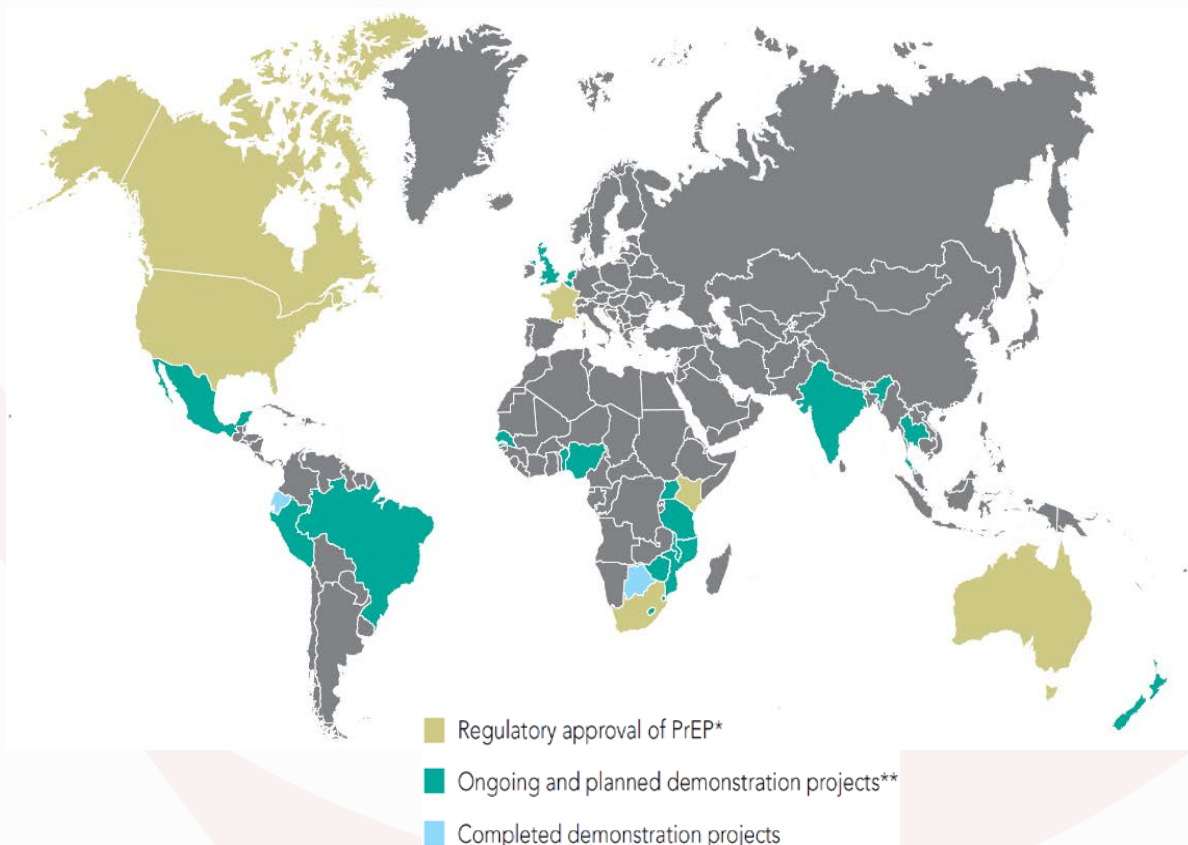 Regulatory approval of PrEP*
Ongoing and planned demonstration projects**
Completed demonstration projects